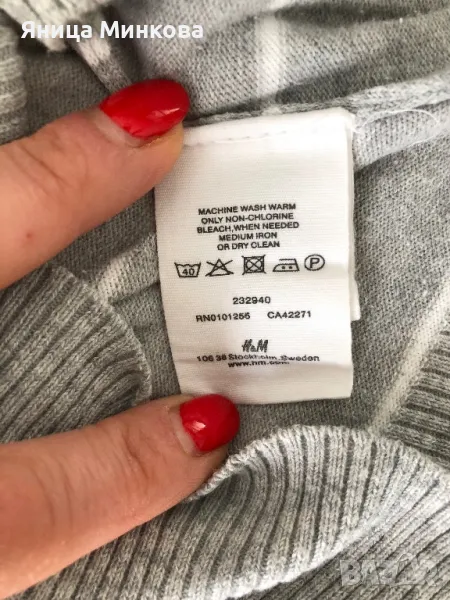 Яница Минкова
MACHINE WASH WARM
ONLY NON-CHLORINE
BLEACH,WHEN NEEDED
MEDIUM IRON
OR DRY CLEAN
40 P
232940
RN0101255 CA42271
H&M
106 38 Stockholm, Sweden
www.hm.com